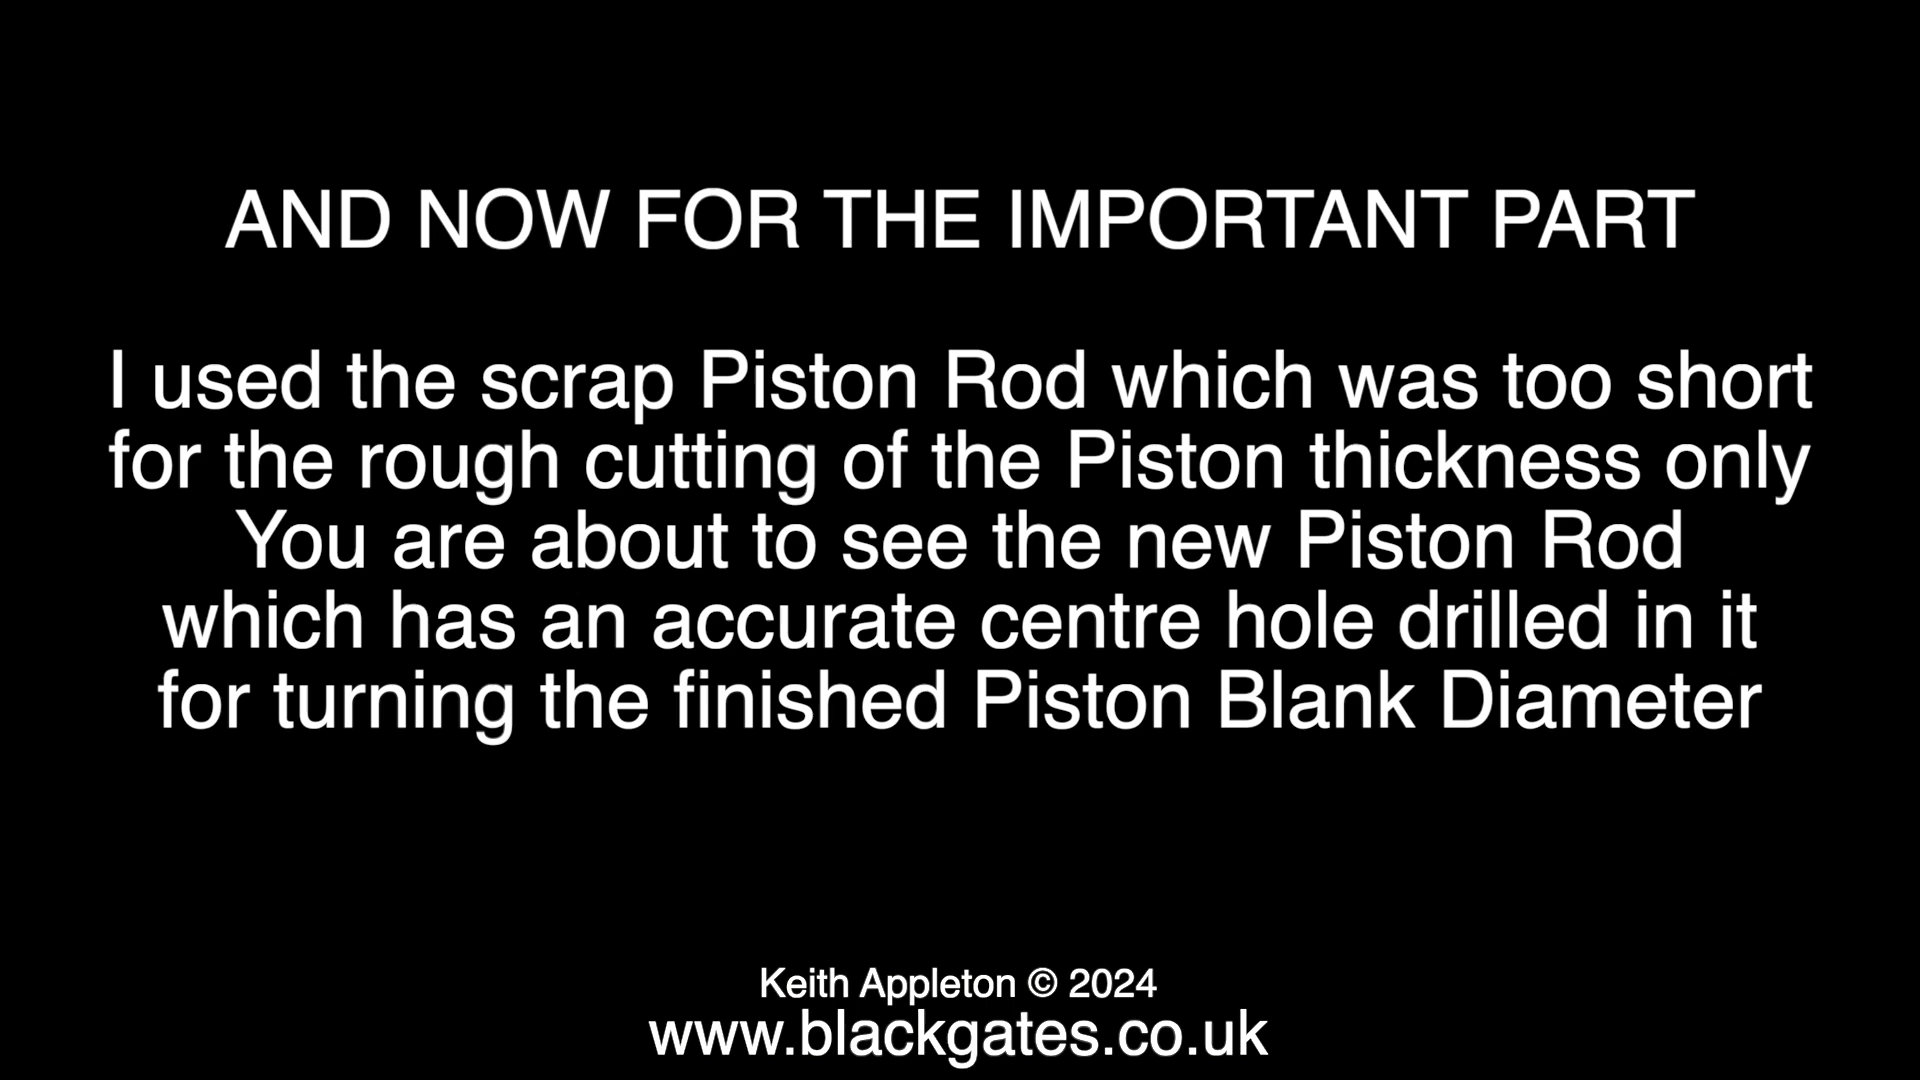 AND NOW FOR THE IMPORTANT PART
I used the scrap Piston Rod which was too short
for the rough cutting of the Piston thickness only
You are about to see the new Piston Rod
which has an accurate centre hole drilled in it
for turning the finished Piston Blank Diameter
Keith Appleton © 2024
www.blackgates.co.uk